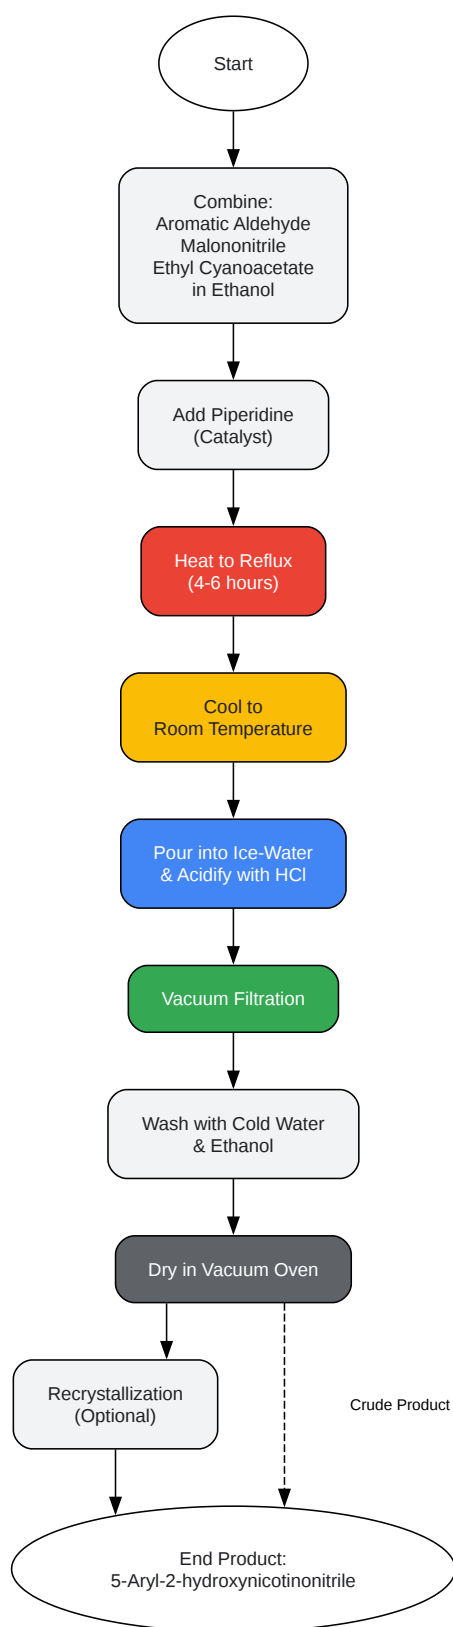 Start
Combine:
Aromatic Aldehyde
Malononitrile
Ethyl Cyanoacetate
in Ethanol
Add Piperidine
(Catalyst)
Heat to Reflux
(4-6 hours)
Cool to
Room Temperature
Pour into Ice-Water
& Acidify with HCl
Vacuum Filtration
Wash with Cold Water
& Ethanol
Dry in Vacuum Oven
Recrystallization
(Optional)
Crude Product
End Product:
5-Aryl-2-hydroxynicotinonitrile